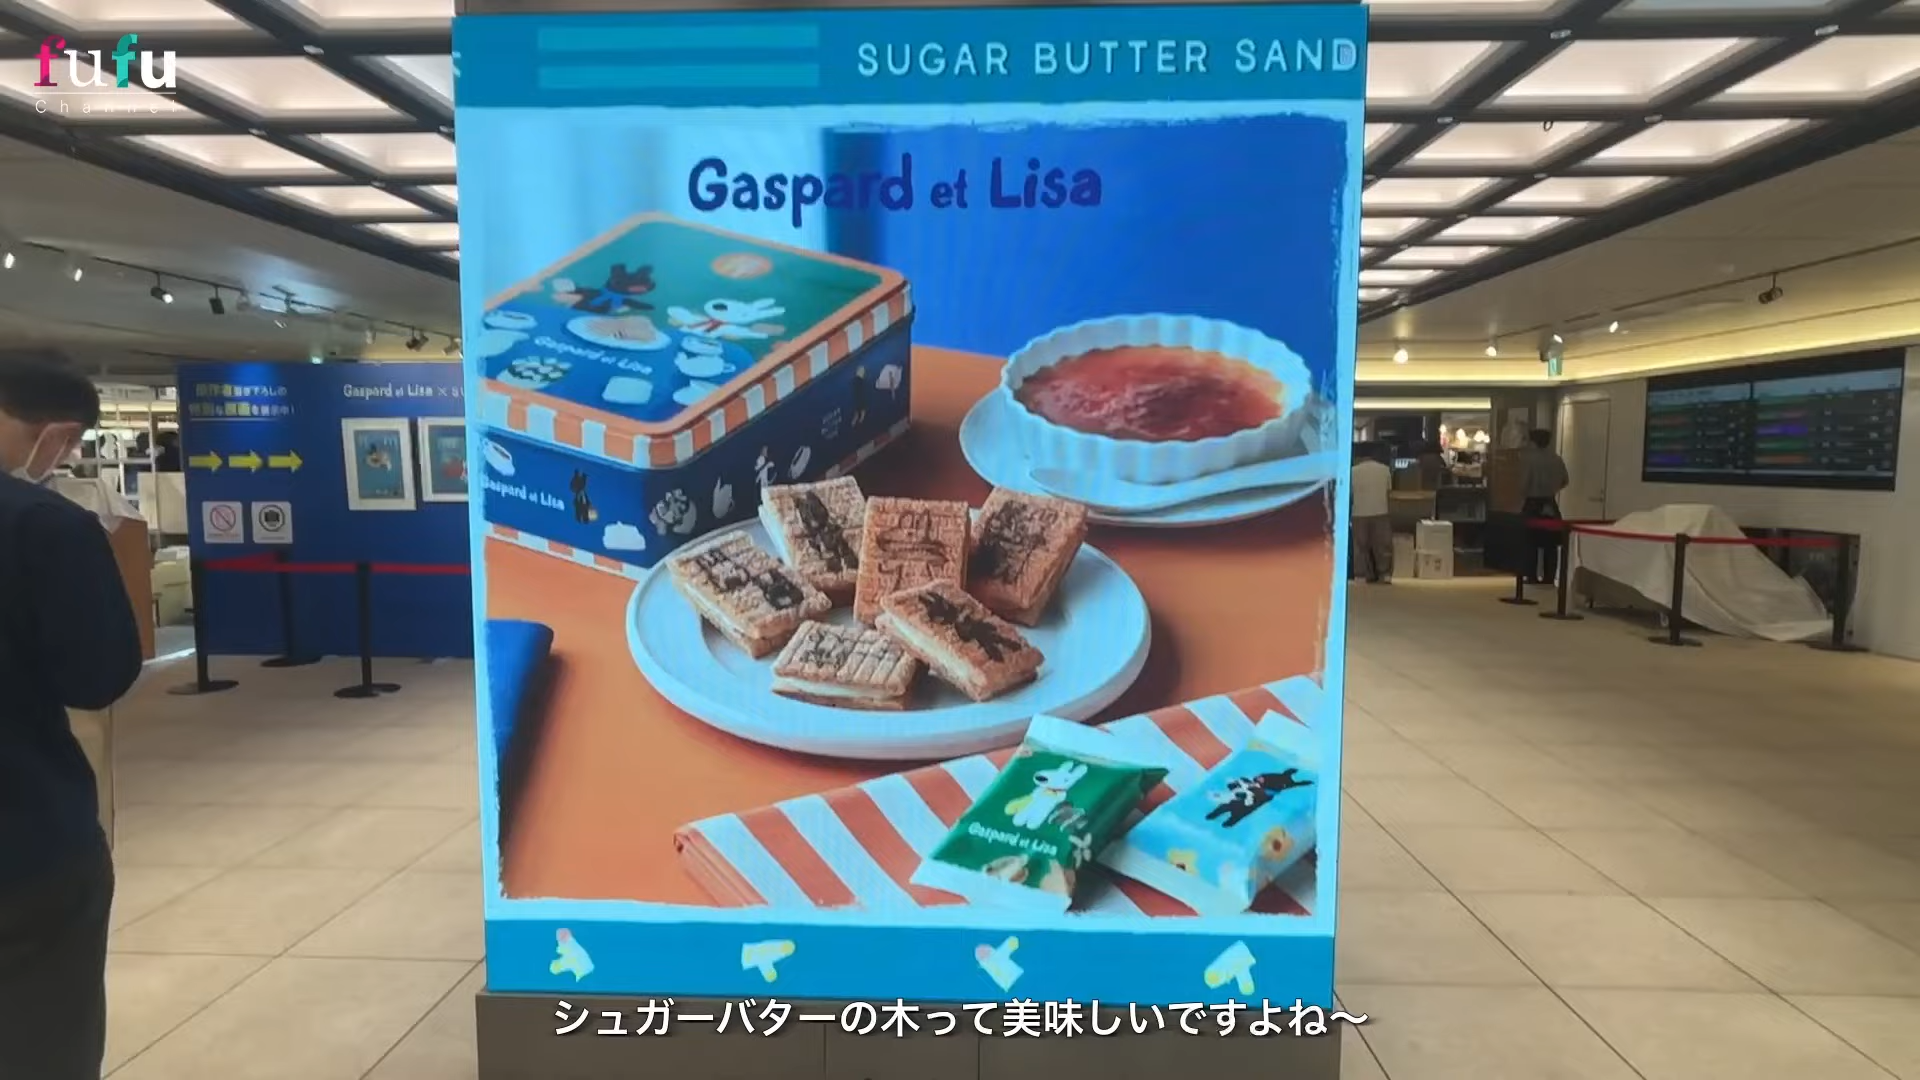 fufu
Channel
SUGAR BUTTER SAND
Gaspard et Lisa
Gaspard et Lisa
Gaspard et Lisa
Gaspard et Lisa ×
Gaspard et Lisa
シュガーバターの木って美味しいですよね〜